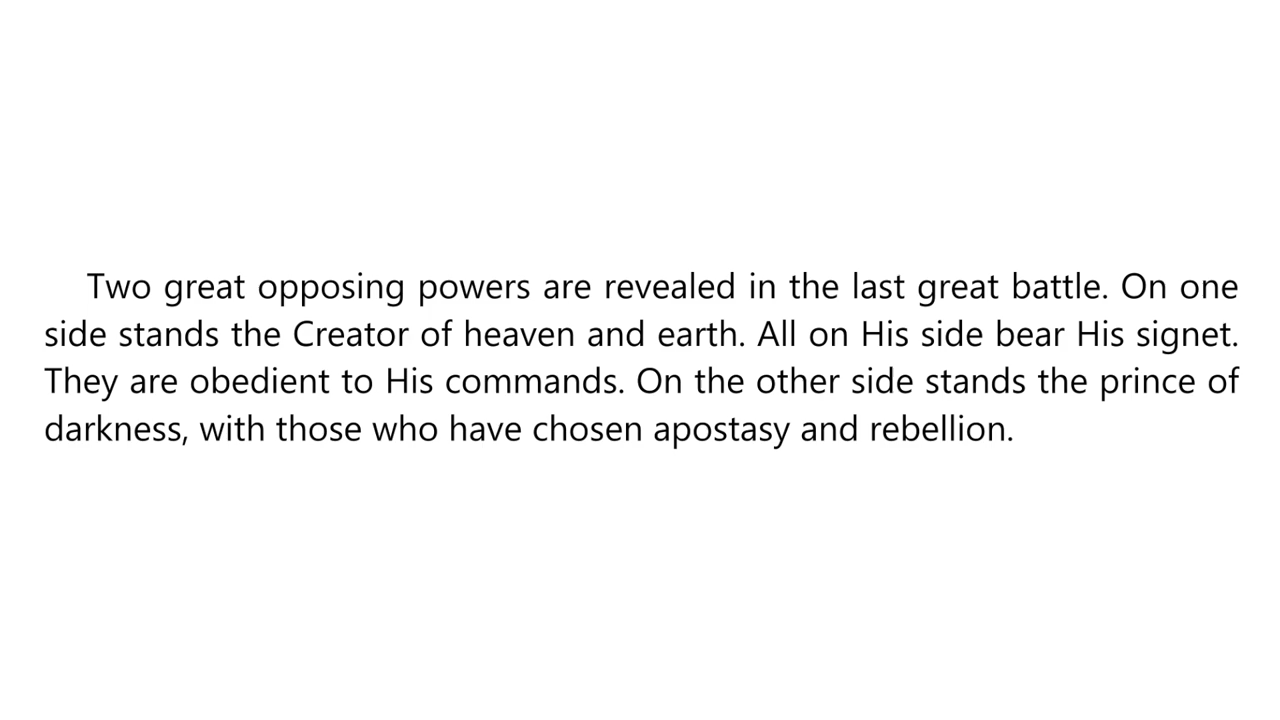 Two great opposing powers are revealed in the last great battle. On one
side stands the Creator of heaven and earth. All on His side bear His signet.
They are obedient to His commands. On the other side stands the prince of
darkness, with those who have chosen apostasy and rebellion.